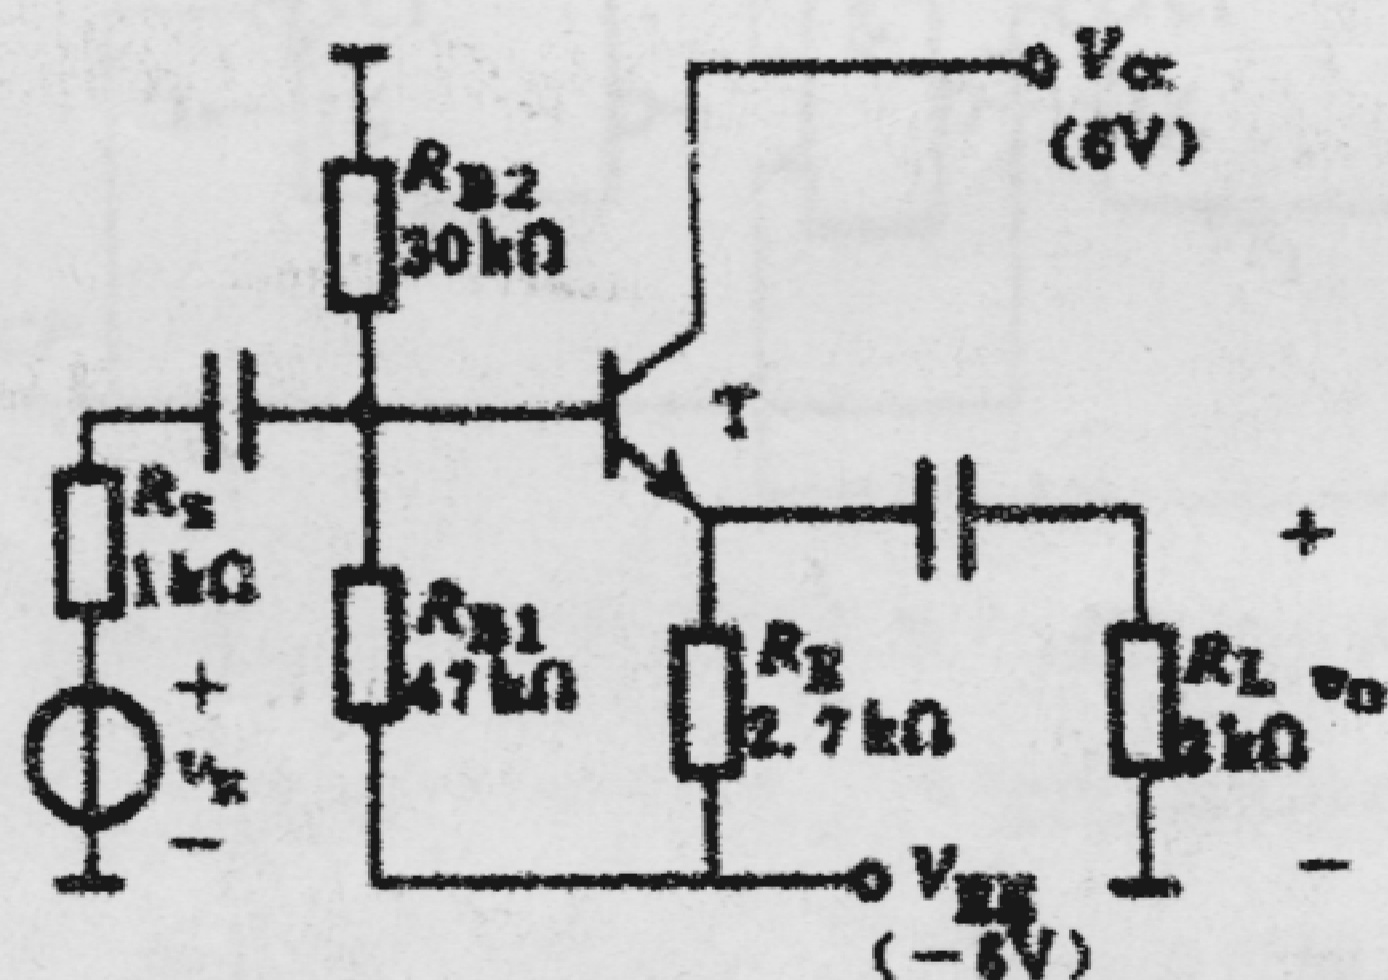 V_CC
(6V)
R_B2
30kΩ
T
R_S
1kΩ
+
v_S
−
R_B1
47kΩ
R_E
2.7kΩ
+
R_L
v_O
−
V_EE
(−6V)